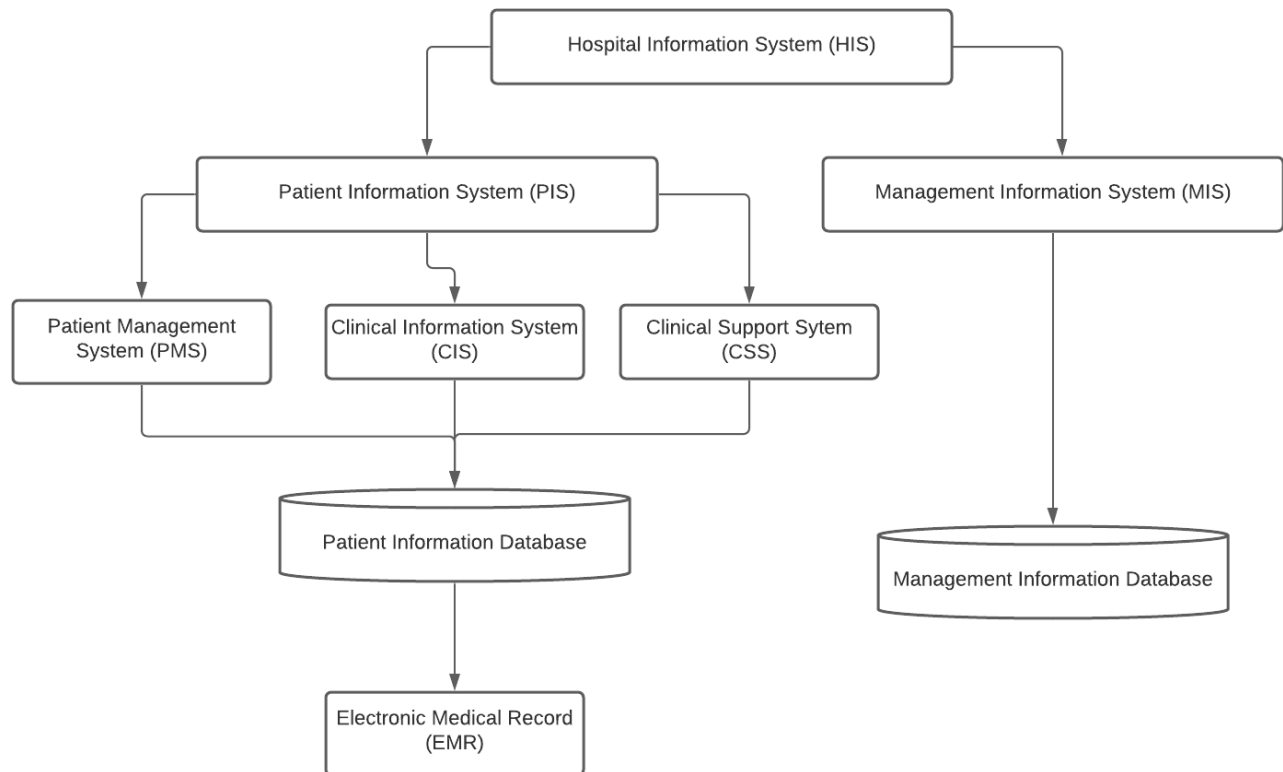 Hospital Information System (HIS)
Patient Information System (PIS)
Management Information System (MIS)
Patient Management
System (PMS)
Clinical Information System
(CIS)
Clinical Support Sytem
(CSS)
Patient Information Database
Management Information Database
Electronic Medical Record
(EMR)